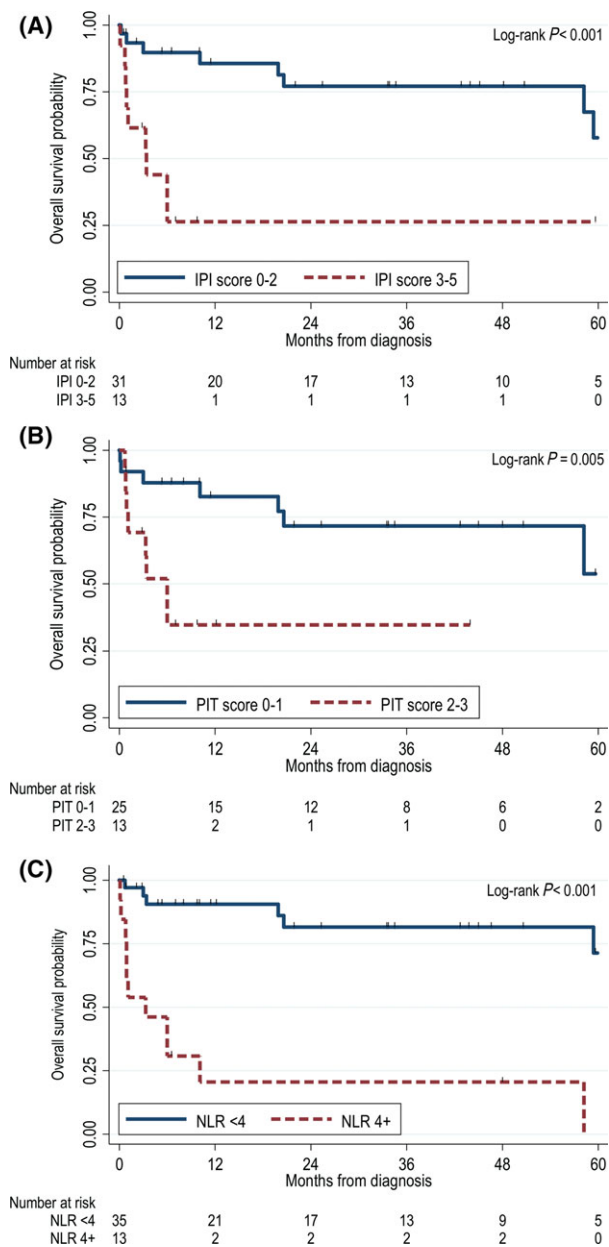 (A)
Log-rank P< 0.001
Overall survival probability
1.00
0.75
0.50
0.25
0.00
IPI score 0-2 IPI score 3-5
0 12 24 36 48 60
Months from diagnosis
Number at risk
IPI 0-2 31 20 17 13 10 5
IPI 3-5 13 1 1 1 1 0
(B)
Log-rank P = 0.005
Overall survival probability
1.00
0.75
0.50
0.25
0.00
PIT score 0-1 PIT score 2-3
0 12 24 36 48 60
Months from diagnosis
Number at risk
PIT 0-1 25 15 12 8 6 2
PIT 2-3 13 2 1 1 0 0
(C)
Log-rank P< 0.001
Overall survival probability
1.00
0.75
0.50
0.25
0.00
NLR <4 NLR 4+
0 12 24 36 48 60
Months from diagnosis
Number at risk
NLR <4 35 21 17 13 9 5
NLR 4+ 13 2 2 2 2 0